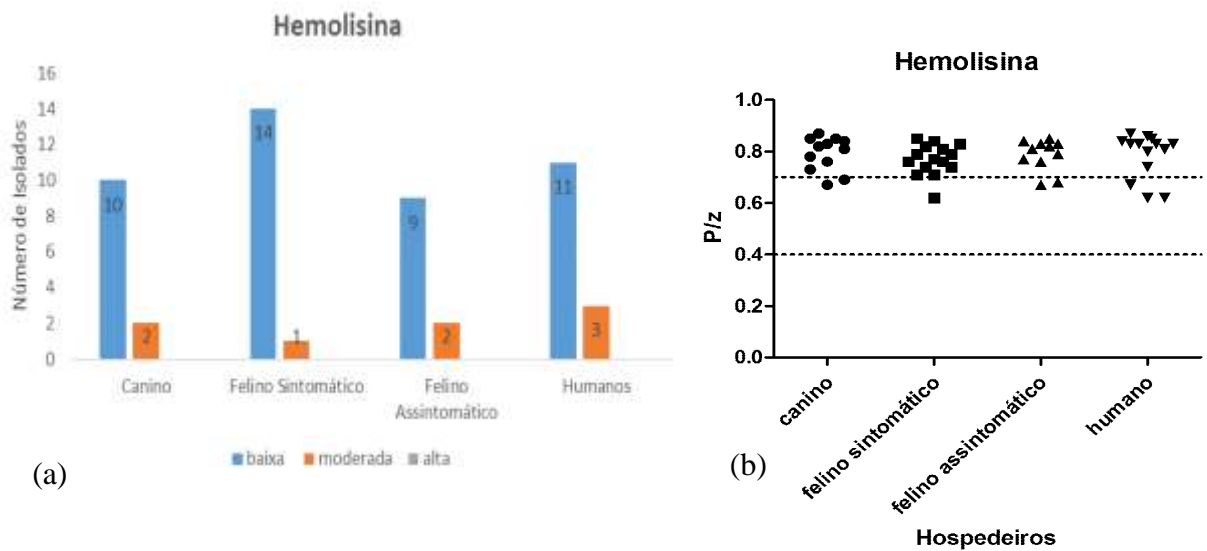 Hemolisina
Número de Isolados
16
14
12
10
8
6
4
2
0
10
2
14
1
9
2
11
3
Canino
Felino Sintomático
Felino
Assintomático
Humanos
baixa moderada alta
(a)
Hemolisina
P/z
1.0
0.8
0.6
0.4
0.2
0.0
canino
felino sintomático
felino assintomático
humano
Hospedeiros
(b)